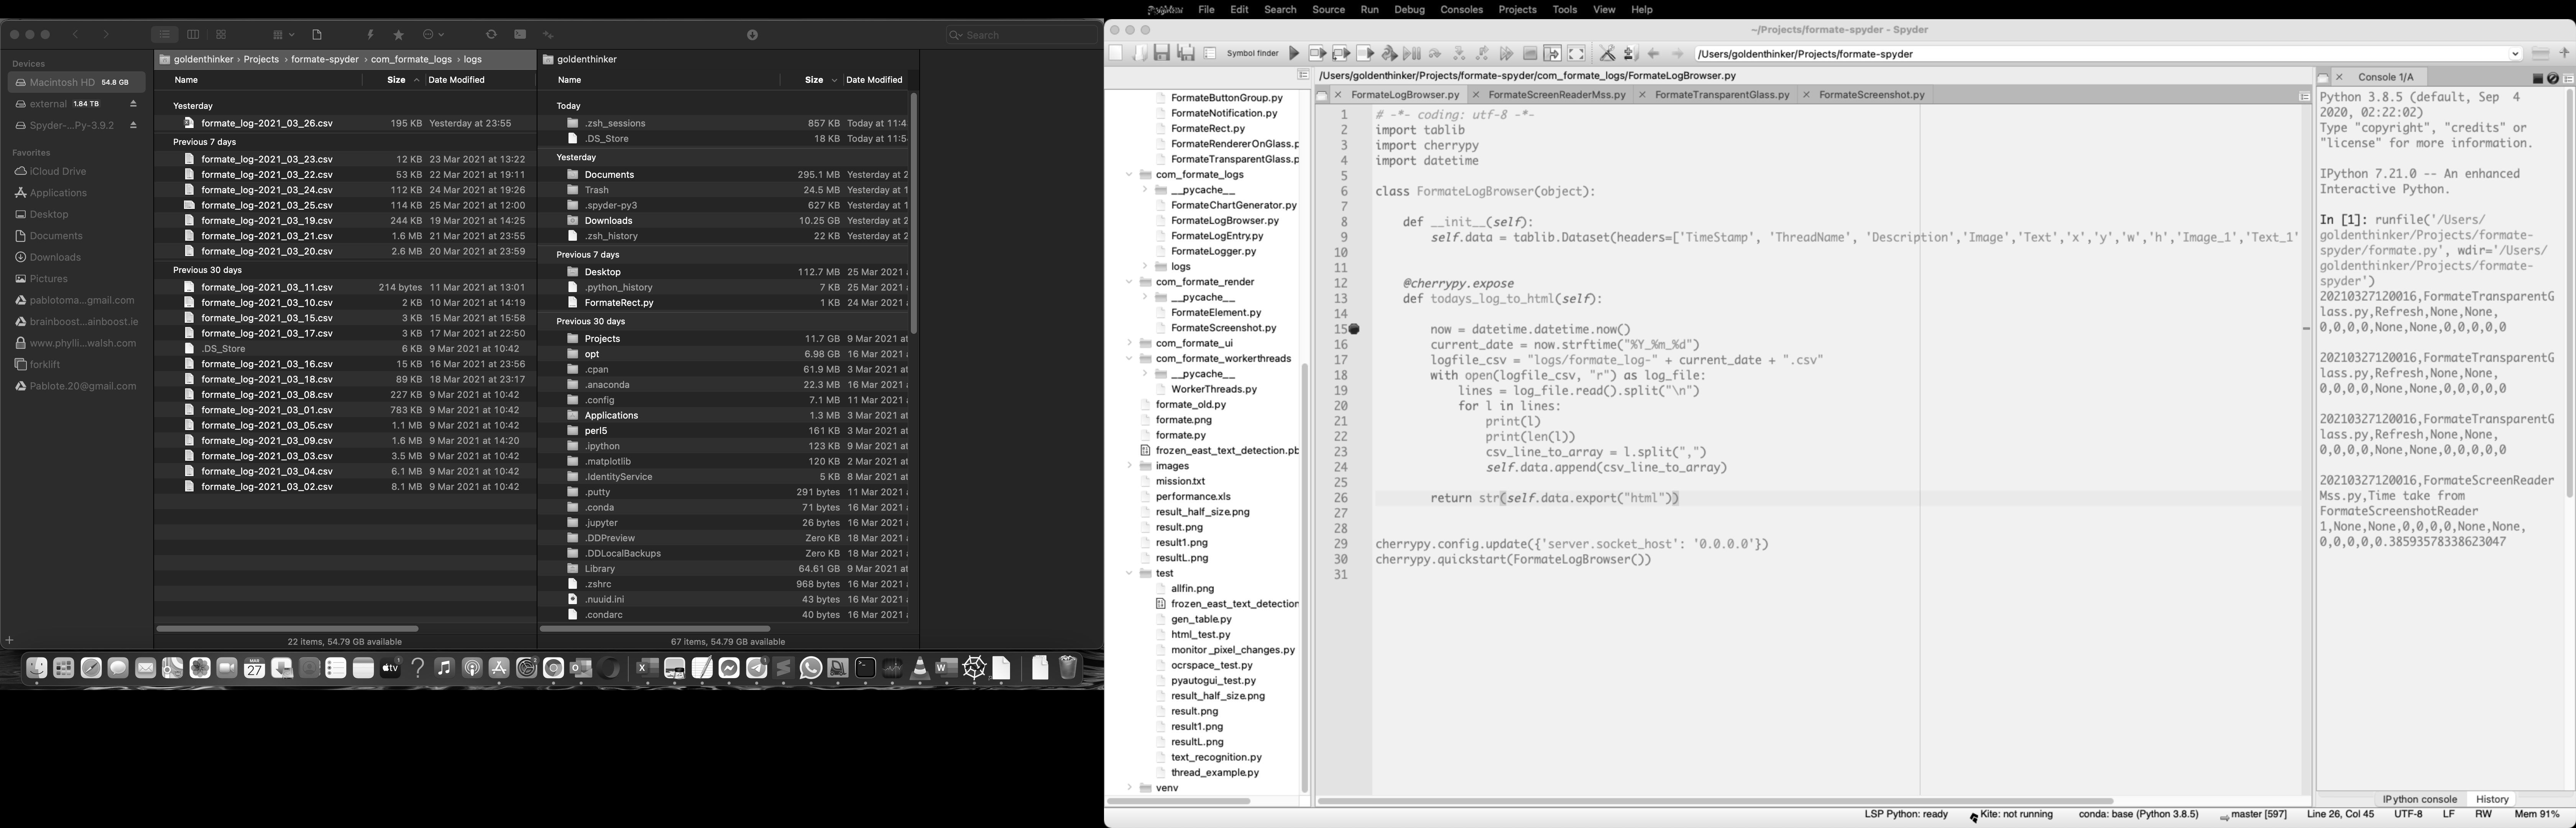 File Edit Search Source Run Debug Consoles Projects Tools View Help
Search
Devices
Macintosh HD 54.8 GB
external 1.84 TB
Spyder-...Py-3.9.2
Favorites
iCloud Drive
Applications
Desktop
Documents
Downloads
Pictures
pablotoma...gmail.com
brainboost...ainboost.ie
www.phylli...walsh.com
forklift
Pablote.20@gmail.com
goldenthinker › Projects › formate-spyder › com_formate_logs › logs
Name Size Date Modified
Yesterday
formate_log-2021_03_26.csv 195 KB Yesterday at 23:55
Previous 7 days
formate_log-2021_03_23.csv 12 KB 23 Mar 2021 at 13:22
formate_log-2021_03_22.csv 53 KB 22 Mar 2021 at 19:11
formate_log-2021_03_24.csv 112 KB 24 Mar 2021 at 19:26
formate_log-2021_03_25.csv 114 KB 25 Mar 2021 at 12:00
formate_log-2021_03_19.csv 244 KB 19 Mar 2021 at 14:25
formate_log-2021_03_21.csv 1.6 MB 21 Mar 2021 at 23:55
formate_log-2021_03_20.csv 2.6 MB 20 Mar 2021 at 23:59
Previous 30 days
formate_log-2021_03_11.csv 214 bytes 11 Mar 2021 at 13:01
formate_log-2021_03_10.csv 2 KB 10 Mar 2021 at 14:19
formate_log-2021_03_15.csv 3 KB 15 Mar 2021 at 15:58
formate_log-2021_03_17.csv 3 KB 17 Mar 2021 at 22:50
.DS_Store 6 KB 9 Mar 2021 at 10:42
formate_log-2021_03_16.csv 15 KB 16 Mar 2021 at 23:56
formate_log-2021_03_18.csv 89 KB 18 Mar 2021 at 23:17
formate_log-2021_03_08.csv 227 KB 9 Mar 2021 at 10:42
formate_log-2021_03_01.csv 783 KB 9 Mar 2021 at 10:42
formate_log-2021_03_05.csv 1.1 MB 9 Mar 2021 at 10:42
formate_log-2021_03_09.csv 1.6 MB 9 Mar 2021 at 14:20
formate_log-2021_03_03.csv 3.5 MB 9 Mar 2021 at 10:42
formate_log-2021_03_04.csv 6.1 MB 9 Mar 2021 at 10:42
formate_log-2021_03_02.csv 8.1 MB 9 Mar 2021 at 10:42
22 items, 54.79 GB available
goldenthinker
Name Size Date Modified
Today
.zsh_sessions 857 KB Today at 11:4
.DS_Store 18 KB Today at 11:5
Yesterday
Documents 295.1 MB Yesterday at 2
Trash 24.5 MB Yesterday at 1
.spyder-py3 627 KB Yesterday at 1
Downloads 10.25 GB Yesterday at 2
.zsh_history 22 KB Yesterday at 2
Previous 7 days
Desktop 112.7 MB 25 Mar 2021
.python_history 7 KB 25 Mar 2021
FormateRect.py 1 KB 24 Mar 2021
Previous 30 days
Projects 11.7 GB 9 Mar 2021 at
opt 6.98 GB 16 Mar 2021
.cpan 61.9 MB 3 Mar 2021 at
.anaconda 22.3 MB 16 Mar 2021
.config 7.1 MB 11 Mar 2021
Applications 1.3 MB 3 Mar 2021 at
perl5 161 KB 3 Mar 2021 at
.ipython 123 KB 9 Mar 2021 at
.matplotlib 120 KB 2 Mar 2021 at
.IdentityService 5 KB 8 Mar 2021 at
.putty 291 bytes 11 Mar 2021
.conda 71 bytes 16 Mar 2021
.jupyter 26 bytes 16 Mar 2021
.DDPreview Zero KB 18 Mar 2021
.DDLocalBackups Zero KB 18 Mar 2021
Library 64.61 GB 9 Mar 2021 at
.zshrc 968 bytes 16 Mar 2021
.nuuid.ini 43 bytes 16 Mar 2021
.condarc 40 bytes 16 Mar 2021
67 items, 54.79 GB available
MAR
27
tv
~/Projects/formate-spyder - Spyder
Symbol finder
/Users/goldenthinker/Projects/formate-spyder
FormateButtonGroup.py
FormateNotification.py
FormateRect.py
FormateRendererOnGlass.p
FormateTransparentGlass.p
com_formate_logs
__pycache__
FormateChartGenerator.py
FormateLogBrowser.py
FormateLogEntry.py
FormateLogger.py
logs
com_formate_render
__pycache__
FormateElement.py
FormateScreenshot.py
com_formate_ui
com_formate_workerthreads
__pycache__
WorkerThreads.py
formate_old.py
formate.png
formate.py
frozen_east_text_detection.pb
images
mission.txt
performance.xls
result_half_size.png
result.png
result1.png
resultL.png
test
allfin.png
frozen_east_text_detection
gen_table.py
html_test.py
monitor_pixel_changes.py
ocrspace_test.py
pyautogui_test.py
result_half_size.png
result.png
result1.png
resultL.png
text_recognition.py
thread_example.py
venv
/Users/goldenthinker/Projects/formate-spyder/com_formate_logs/FormateLogBrowser.py
FormateLogBrowser.py FormateScreenReaderMss.py FormateTransparentGlass.py FormateScreenshot.py
1 # -*- coding: utf-8 -*-
2 import tablib
3 import cherrypy
4 import datetime
5
6 class FormateLogBrowser(object):
7
8 def __init__(self):
9 self.data = tablib.Dataset(headers=['TimeStamp', 'ThreadName', 'Description','Image','Text','x','y','w','h','Image_1','Text_1'
10
11
12 @cherrypy.expose
13 def todays_log_to_html(self):
14
15 now = datetime.datetime.now()
16 current_date = now.strftime("%Y_%m_%d")
17 logfile_csv = "logs/formate_log-" + current_date + ".csv"
18 with open(logfile_csv, "r") as log_file:
19 lines = log_file.read().split("\n")
20 for l in lines:
21 print(l)
22 print(len(l))
23 csv_line_to_array = l.split(",")
24 self.data.append(csv_line_to_array)
25
26 return str(self.data.export("html"))
27
28
29 cherrypy.config.update({'server.socket_host': '0.0.0.0'})
30 cherrypy.quickstart(FormateLogBrowser())
31
Console 1/A
Python 3.8.5 (default, Sep 4
2020, 02:22:02)
Type "copyright", "credits" or
"license" for more information.
IPython 7.21.0 -- An enhanced
Interactive Python.
In [1]: runfile('/Users/
goldenthinker/Projects/formate-
spyder/formate.py', wdir='/Users/
goldenthinker/Projects/formate-
spyder')
20210327120016,FormateTransparentG
lass.py,Refresh,None,None,
0,0,0,0,None,None,0,0,0,0,0
20210327120016,FormateTransparentG
lass.py,Refresh,None,None,
0,0,0,0,None,None,0,0,0,0,0
20210327120016,FormateTransparentG
lass.py,Refresh,None,None,
0,0,0,0,None,None,0,0,0,0,0
20210327120016,FormateScreenReader
Mss.py,Time take from
FormateScreenshotReader
1,None,None,0,0,0,0,None,None,
0,0,0,0,0.38593578338623047
IPython console History
LSP Python: ready Kite: not running conda: base (Python 3.8.5) master [597] Line 26, Col 45 UTF-8 LF RW Mem 91%